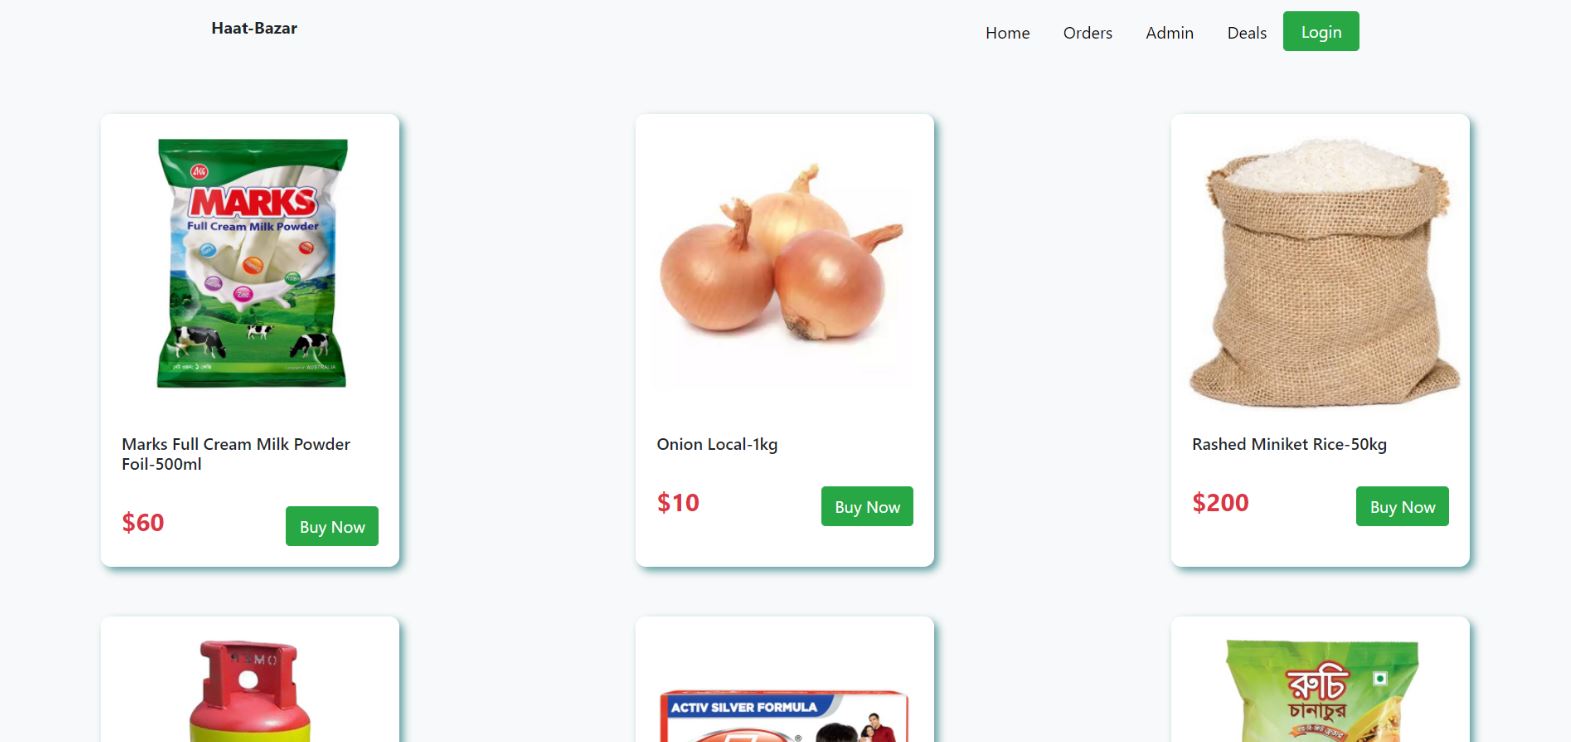 Haat-Bazar
Home Orders Admin Deals Login
MARKS
Full Cream Milk Powder
AUSTRALIA
Marks Full Cream Milk Powder
Foil-500ml
$60
Buy Now
Onion Local-1kg
$10
Buy Now
Rashed Miniket Rice-50kg
$200
Buy Now
ACTIV SILVER FORMULA
রুচি
চানাচুর